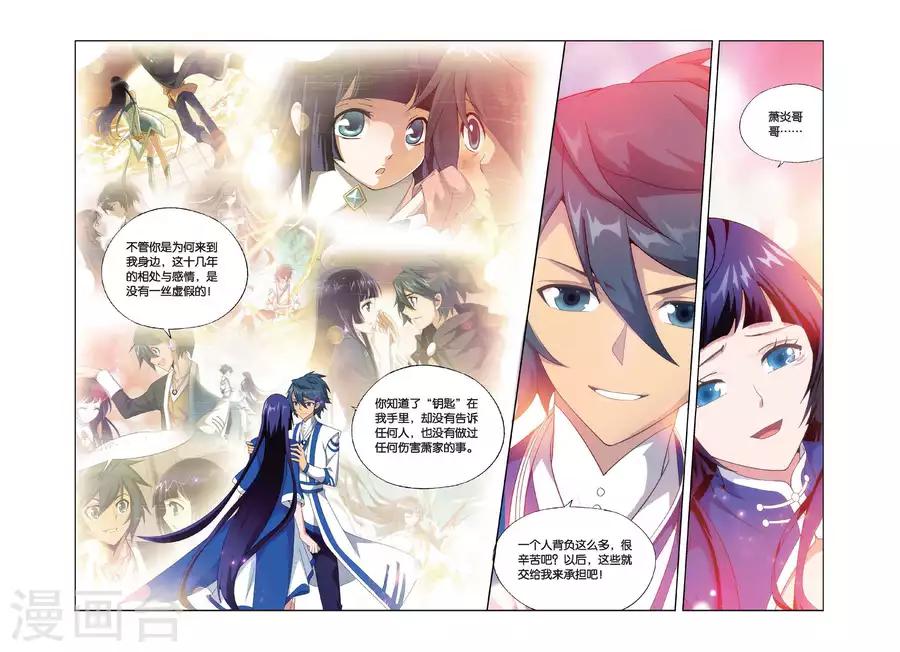 不管你是为何来到
我身边，这十几年
的相处与感情，是
没有一丝虚假的！
你知道了“钥匙”在
我手里，却没有告诉
任何人，也没有做过
任何伤害萧家的事。
一个人背负这么多，很
辛苦吧？以后，这些就
交给我来承担吧！
萧炎哥
哥……
漫画台